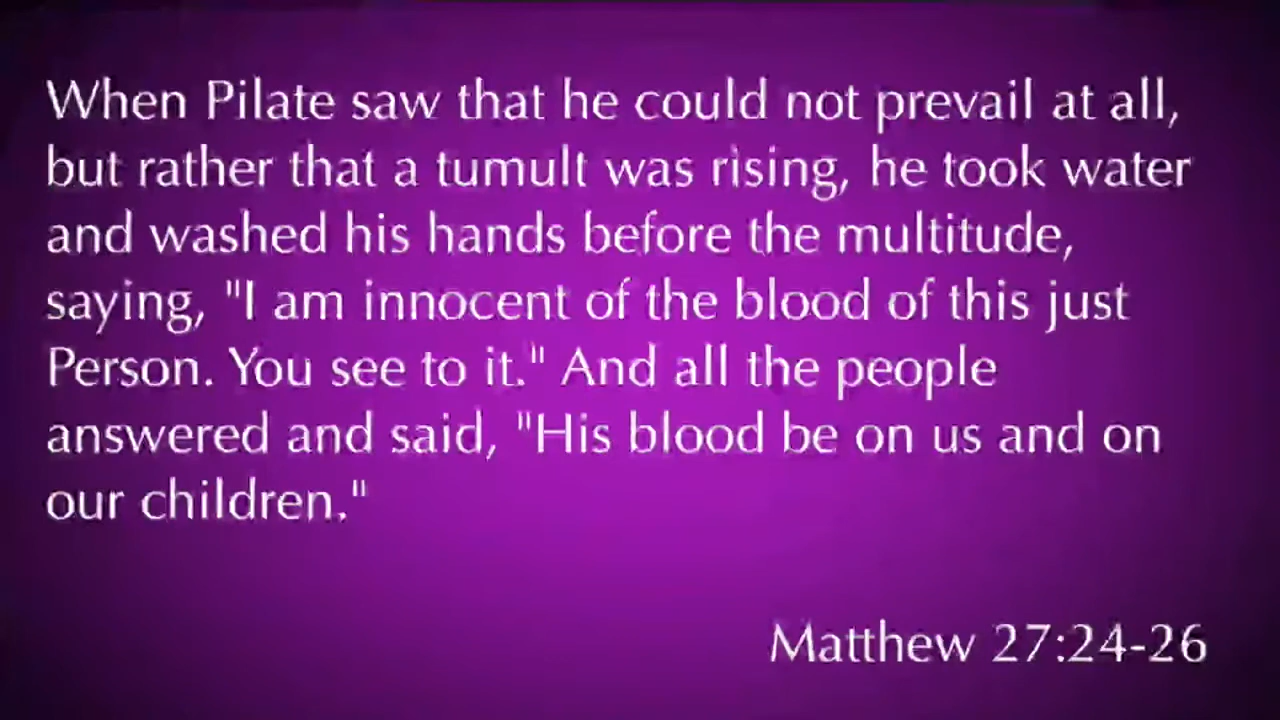 When Pilate saw that he could not prevail at all,
but rather that a tumult was rising, he took water
and washed his hands before the multitude,
saying, "I am innocent of the blood of this just
Person. You see to it." And all the people
answered and said, "His blood be on us and on
our children."
Matthew 27:24-26